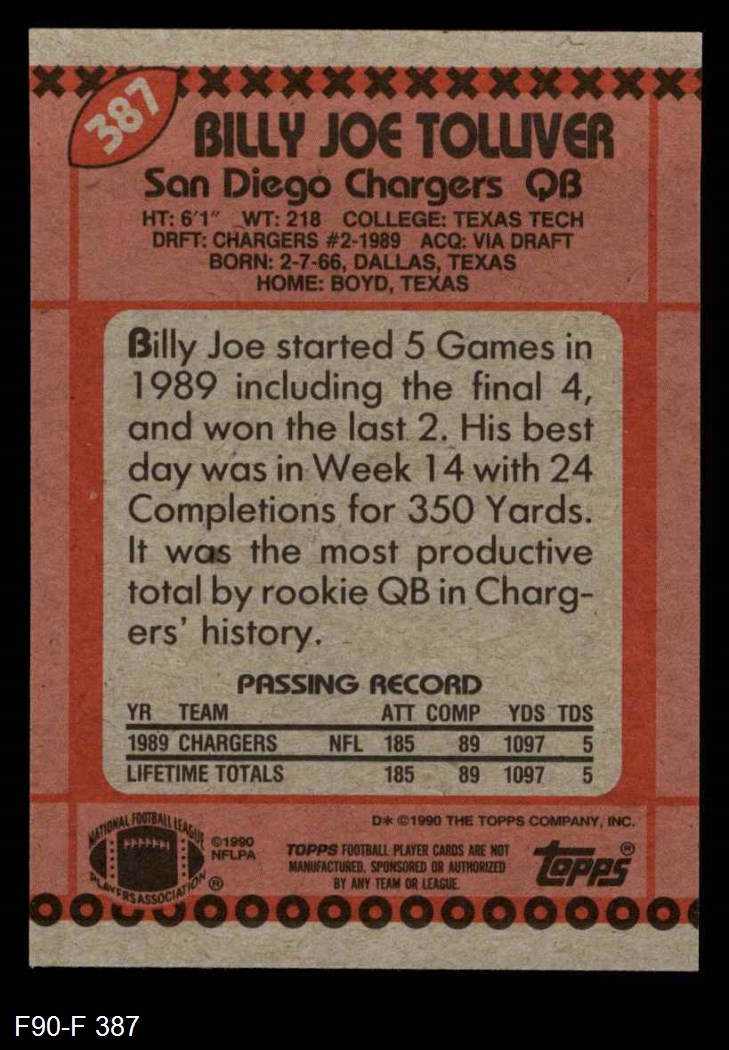 387
BILLY JOE TOLLIVER
San Diego Chargers QB
HT: 6'1" WT: 218 COLLEGE: TEXAS TECH
DRFT: CHARGERS #2-1989 ACQ: VIA DRAFT
BORN: 2-7-66, DALLAS, TEXAS
HOME: BOYD, TEXAS
Billy Joe started 5 Games in
1989 including the final 4,
and won the last 2. His best
day was in Week 14 with 24
Completions for 350 Yards.
It was the most productive
total by rookie QB in Charg-
ers' history.
PASSING RECORD
YR TEAM ATT COMP YDS TDS
1989 CHARGERS NFL 185 89 1097 5
LIFETIME TOTALS 185 89 1097 5
D* ©1990 THE TOPPS COMPANY, INC.
NATIONAL FOOTBALL LEAGUE
PLAYERS ASSOCIATION ®
©1990
NFLPA
TOPPS FOOTBALL PLAYER CARDS ARE NOT
MANUFACTURED, SPONSORED OR AUTHORIZED
BY ANY TEAM OR LEAGUE.
topps ®
F90-F 387